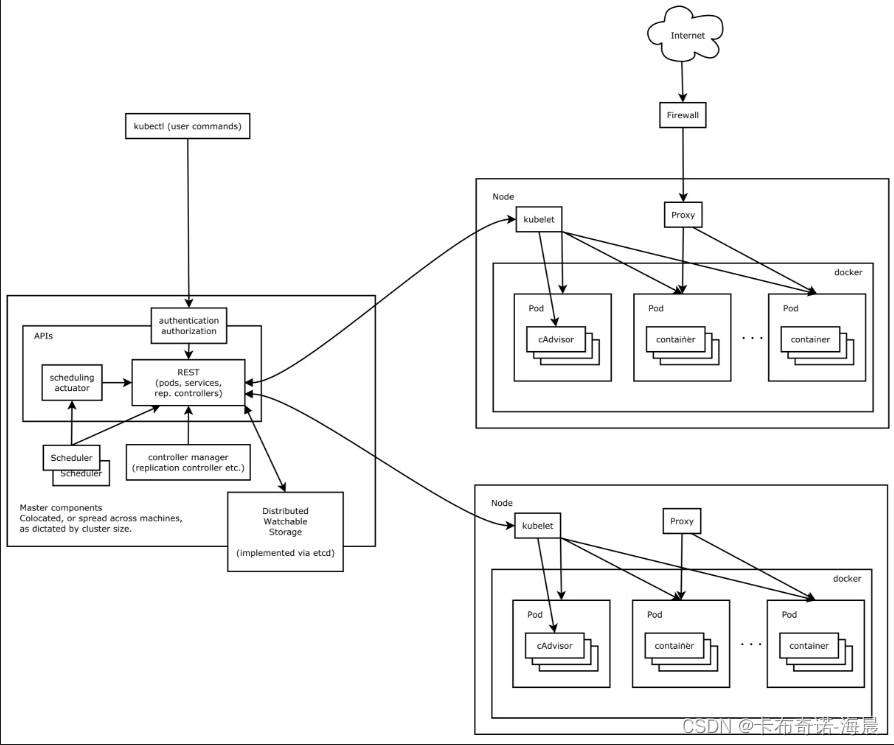 Internet
Firewall
kubectl (user commands)
Node
kubelet
Proxy
docker
Pod
cAdvisor
Pod
container
. . .
Pod
container
authentication
authorization
APIs
REST
(pods, services,
rep. controllers)
scheduling
actuator
Scheduler
Scheduler
controller manager
(replication controller etc.)
Master components
Colocated, or spread across machines,
as dictated by cluster size.
Distributed
Watchable
Storage
(implemented via etcd)
Node
kubelet
Proxy
docker
Pod
cAdvisor
Pod
container
. . .
Pod
container
CSDN @卡布奇诺-海晨